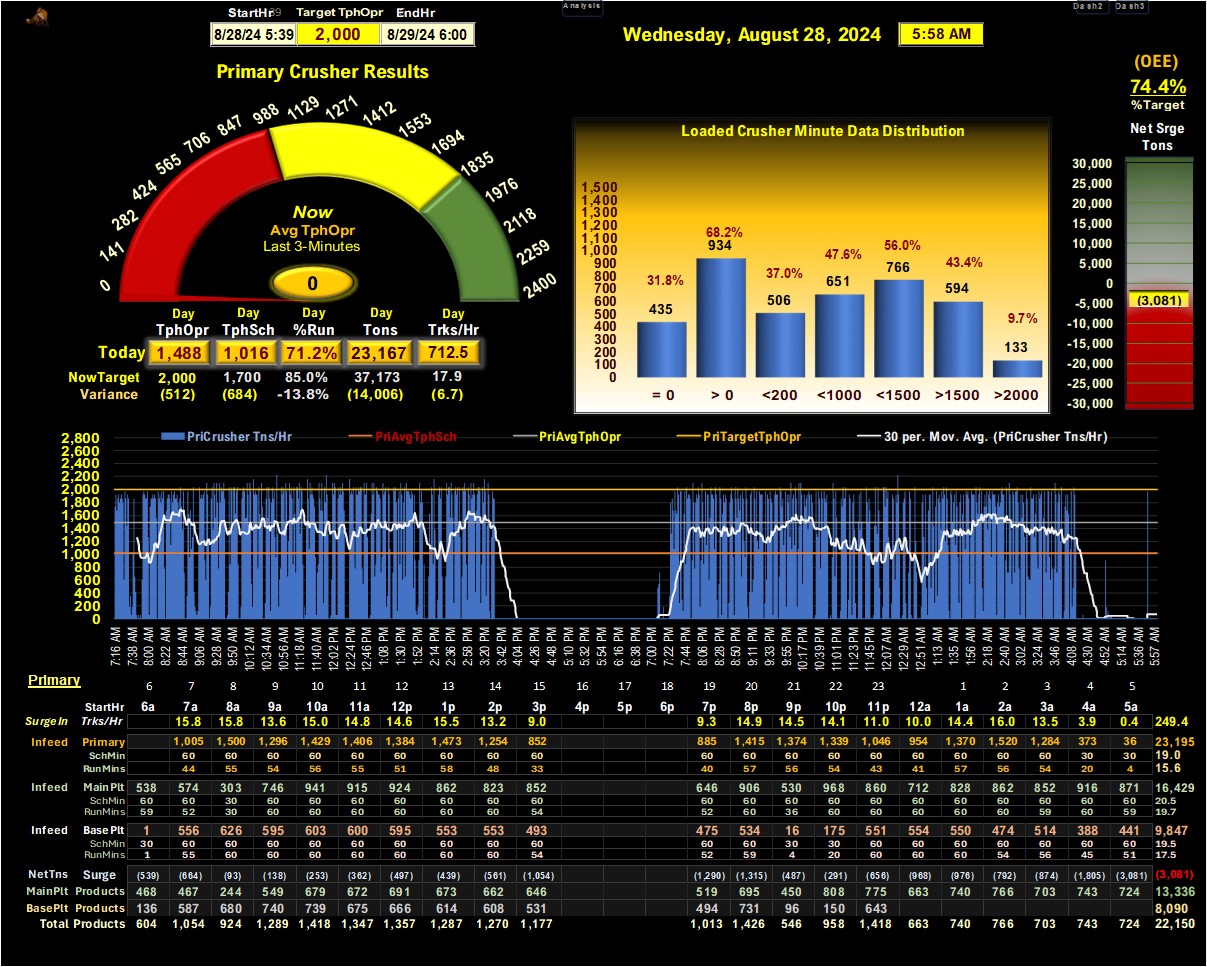 Analysis
Dash2 Dash3
StartHr 39 Target TphOpr EndHr
8/28/24 5:39 2,000 8/29/24 6:00
Wednesday, August 28, 2024 5:58 AM
(OEE)
74.4%
%Target
Net Srge
Tons
Primary Crusher Results
0 141 282 424 565 706 847 988 1129 1271 1412 1553 1694 1835 1976 2118 2259 2400
Now
Avg TphOpr
Last 3-Minutes
0
Day Day Day Day Day
TphOpr TphSch %Run Tons Trks/Hr
Today 1,488 1,016 71.2% 23,167 712.5
NowTarget 2,000 1,700 85.0% 37,173 17.9
Variance (512) (684) -13.8% (14,006) (6.7)
Loaded Crusher Minute Data Distribution
1,500
1,400
1,300
1,200
1,100
1,000
900
800
700
600
500
400
300
200
100
0
31.8% 68.2% 37.0% 47.6% 56.0% 43.4% 9.7%
435 934 506 651 766 594 133
= 0 > 0 <200 <1000 <1500 >1500 >2000
30,000
25,000
20,000
15,000
10,000
5,000
0
-5,000
-10,000
-15,000
-20,000
-25,000
-30,000
(3,081)
PriCrusher Tns/Hr PriAvgTphSch PriAvgTphOpr PriTargetTphOpr 30 per. Mov. Avg. (PriCrusher Tns/Hr)
2,800
2,600
2,400
2,200
2,000
1,800
1,600
1,400
1,200
1,000
800
600
400
200
0
7:16 AM 7:38 AM 8:00 AM 8:22 AM 8:44 AM 9:06 AM 9:28 AM 9:50 AM 10:12 AM 10:34 AM 10:56 AM 11:18 AM 11:40 AM 12:02 PM 12:24 PM 12:46 PM 1:08 PM 1:30 PM 1:52 PM 2:14 PM 2:36 PM 2:58 PM 3:20 PM 3:42 PM 4:04 PM 4:26 PM 4:48 PM 5:10 PM 5:32 PM 5:54 PM 6:16 PM 6:38 PM 7:00 PM 7:22 PM 7:44 PM 8:06 PM 8:28 PM 8:50 PM 9:11 PM 9:33 PM 9:55 PM 10:17 PM 10:39 PM 11:01 PM 11:23 PM 11:45 PM 12:07 AM 12:29 AM 12:51 AM 1:13 AM 1:35 AM 1:56 AM 2:18 AM 2:40 AM 3:02 AM 3:24 AM 3:46 AM 4:08 AM 4:30 AM 4:52 AM 5:14 AM 5:36 AM 5:57 AM
Primary
6 7 8 9 10 11 12 13 14 15 16 17 18 19 20 21 22 23 1 2 3 4 5
StartHr 6a 7a 8a 9a 10a 11a 12a 1p 2p 3p 4p 5p 6p 7p 8p 9p 10p 11p 12a 1a 2a 3a 4a 5a
SurgeIn Trks/Hr 15.8 15.8 13.6 15.0 14.8 14.6 15.5 13.2 9.0 9.3 14.9 14.5 14.1 11.0 10.0 14.4 16.0 13.5 3.9 0.4 249.4
Infeed Primary 1,005 1,500 1,296 1,429 1,406 1,384 1,473 1,254 852 885 1,415 1,374 1,339 1,046 954 1,370 1,520 1,284 373 36 23,195
SchMin 60 60 60 60 60 60 60 60 60 60 60 60 60 60 60 60 60 60 30 30 19.0
RunMins 44 55 54 56 55 51 58 48 33 40 57 56 54 43 41 57 56 54 20 4 15.6
Infeed MainPlt 538 574 303 746 941 915 924 862 823 852 646 906 530 968 860 712 828 862 852 916 871 16,429
SchMin 60 60 30 60 60 60 60 60 60 60 60 60 60 60 60 60 60 60 60 60 60 20.5
RunMins 59 52 30 60 60 60 60 60 60 54 52 60 36 60 60 60 60 60 59 60 60 19.7
Infeed BasePlt 1 556 626 595 603 600 595 553 553 493 475 534 16 175 551 554 550 474 514 388 441 9,847
SchMin 30 60 60 60 60 60 60 60 60 60 60 60 30 30 60 60 60 60 60 60 60 19.5
RunMins 1 55 60 60 60 60 60 60 60 54 52 59 4 20 60 60 60 54 56 45 51 17.5
NetTns Surge (539) (664) (93) (138) (253) (362) (497) (439) (561) (1,054) (1,290) (1,315) (487) (291) (656) (968) (976) (792) (874) (1,805) (3,081) (3,081)
MainPlt Products 468 467 244 549 679 672 691 673 662 646 519 695 450 808 775 663 740 766 703 743 724 13,336
BasePlt Products 136 587 680 740 739 675 666 614 608 531 494 731 96 150 643 8,090
Total Products 604 1,054 924 1,289 1,418 1,347 1,357 1,287 1,270 1,177 1,013 1,426 546 958 1,418 663 740 766 703 743 724 22,150